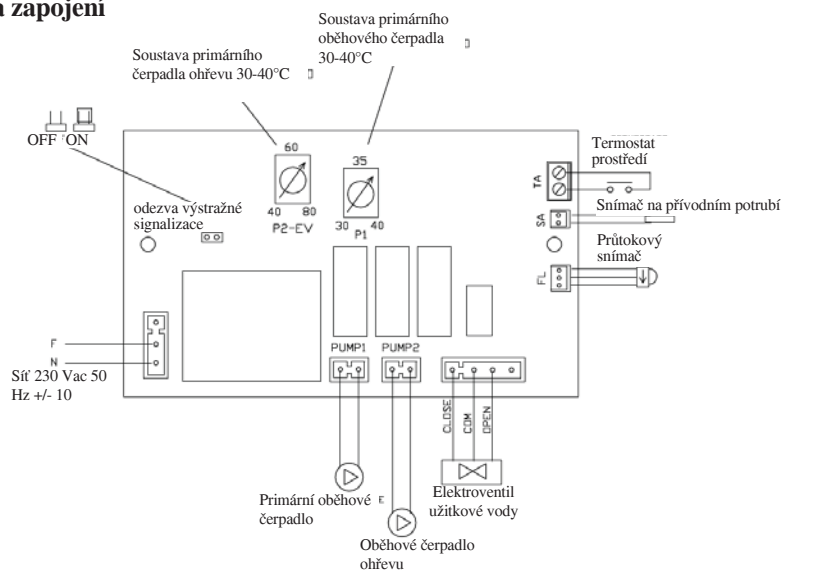 zapojení
Soustava primárního
oběhového čerpadla
30-40°C
Soustava primárního
čerpadla ohřevu 30-40°C
OFF ON
60
35
40 80
P2-EV
30 40
P1
odezva výstražné
signalizace
Termostat
prostředí
TA
Snímač na přívodním potrubí
SA
Průtokový
snímač
FL
F
N
Síť 230 Vac 50
Hz +/- 10
PUMP1 PUMP2
CLOSE
COM
OPEN
Primární oběhové E
čerpadlo
Elektroventil
užitkové vody
Oběhové čerpadlo
ohřevu